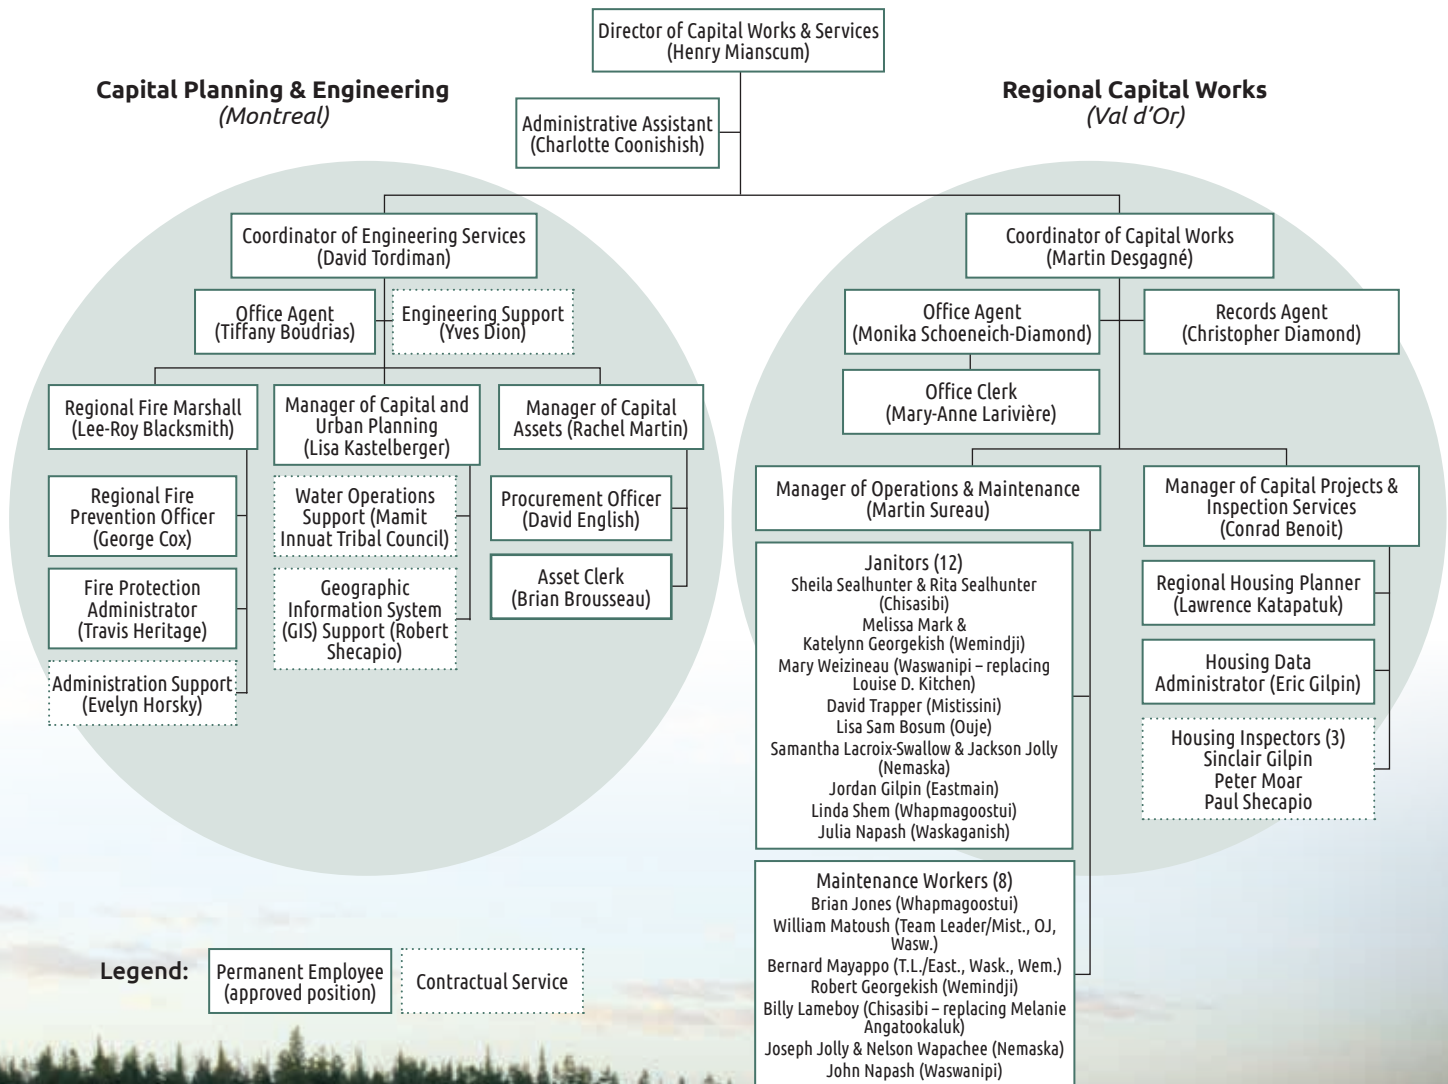 Director of Capital Works & Services
(Henry Mianscum)
Capital Planning & Engineering
(Montreal)
Regional Capital Works
(Val d'Or)
Administrative Assistant
(Charlotte Coonishish)
Coordinator of Engineering Services
(David Tordiman)
Office Agent
(Tiffany Boudrias)
Engineering Support
(Yves Dion)
Regional Fire Marshall
(Lee-Roy Blacksmith)
Regional Fire
Prevention Officer
(George Cox)
Fire Protection
Administrator
(Travis Heritage)
Administration Support
(Evelyn Horsky)
Manager of Capital and
Urban Planning
(Lisa Kastelberger)
Water Operations
Support (Mamit
Innuat Tribal Council)
Geographic
Information System
(GIS) Support (Robert
Shecapio)
Manager of Capital
Assets (Rachel Martin)
Procurement Officer
(David English)
Asset Clerk
(Brian Brousseau)
Coordinator of Capital Works
(Martin Desgagné)
Office Agent
(Monika Schoeneich-Diamond)
Records Agent
(Christopher Diamond)
Office Clerk
(Mary-Anne Larivière)
Manager of Operations & Maintenance
(Martin Sureau)
Janitors (12)
Sheila Sealhunter & Rita Sealhunter
(Chisasibi)
Melissa Mark &
Katelynn Georgekish (Wemindji)
Mary Weizineau (Waswanipi – replacing
Louise D. Kitchen)
David Trapper (Mistissini)
Lisa Sam Bosum (Ouje)
Samantha Lacroix-Swallow & Jackson Jolly
(Nemaska)
Jordan Gilpin (Eastmain)
Linda Shem (Whapmagoostui)
Julia Napash (Waskaganish)
Maintenance Workers (8)
Brian Jones (Whapmagoostui)
William Matoush (Team Leader/Mist., OJ,
Wasw.)
Bernard Mayappo (T.L./East., Wask., Wem.)
Robert Georgekish (Wemindji)
Billy Lameboy (Chisasibi – replacing Melanie
Angatookaluk)
Joseph Jolly & Nelson Wapachee (Nemaska)
John Napash (Waswanipi)
Manager of Capital Projects &
Inspection Services
(Conrad Benoit)
Regional Housing Planner
(Lawrence Katapatuk)
Housing Data
Administrator (Eric Gilpin)
Housing Inspectors (3)
Sinclair Gilpin
Peter Moar
Paul Shecapio
Legend:
Permanent Employee
(approved position)
Contractual Service